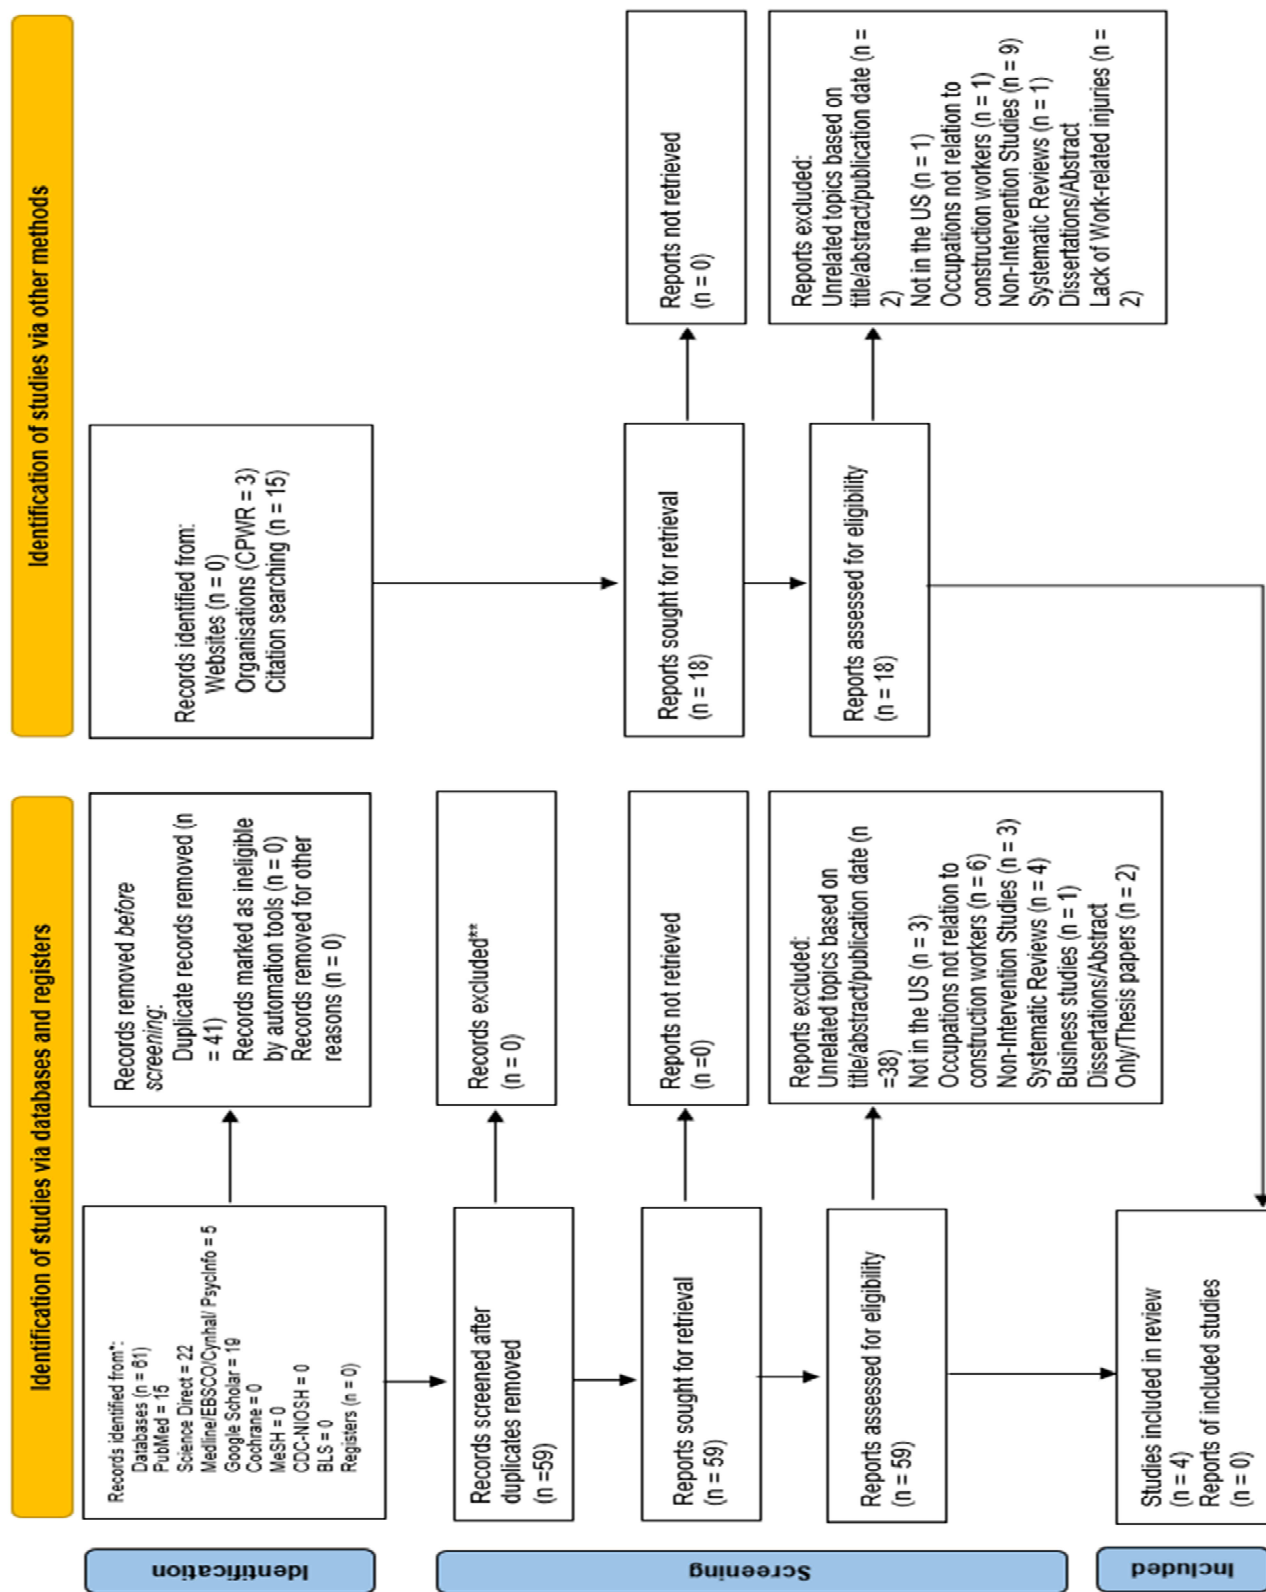 Identification of studies via databases and registers
Identification of studies via other methods
Identification
Records identified from*:
Databases (n = 61)
PubMed = 15
Science Direct = 22
Medline/EBSCO/Cynhal/ PsycInfo = 5
Google Scholar = 19
Cochrane = 0
MeSH = 0
CDC-NIOSH = 0
BLS = 0
Registers (n = 0)
Records removed before
screening:
Duplicate records removed (n
= 41)
Records marked as ineligible
by automation tools (n = 0)
Records removed for other
reasons (n = 0)
Records identified from:
Websites (n = 0)
Organisations (CPWR = 3)
Citation searching (n = 15)
Screening
Records screened after
duplicates removed
(n =59)
Records excluded**
(n = 0)
Reports sought for retrieval
(n = 59)
Reports not retrieved
(n =0)
Reports sought for retrieval
(n = 18)
Reports not retrieved
(n = 0)
Reports assessed for eligibility
(n = 59)
Reports excluded:
Unrelated topics based on
title/abstract/publication date (n
=38)
Not in the US (n = 3)
Occupations not relation to
construction workers (n = 6)
Non-Intervention Studies (n = 3)
Systematic Reviews (n = 4)
Business studies (n = 1)
Dissertations/Abstract
Only/Thesis papers (n = 2)
Reports assessed for eligibility
(n = 18)
Reports excluded:
Unrelated topics based on
title/abstract/publication date (n =
2)
Not in the US (n = 1)
Occupations not relation to
construction workers (n = 1)
Non-Intervention Studies (n = 9)
Systematic Reviews (n = 1)
Dissertations/Abstract
Lack of Work-related injuries (n =
2)
Included
Studies included in review
(n = 4)
Reports of included studies
(n = 0)